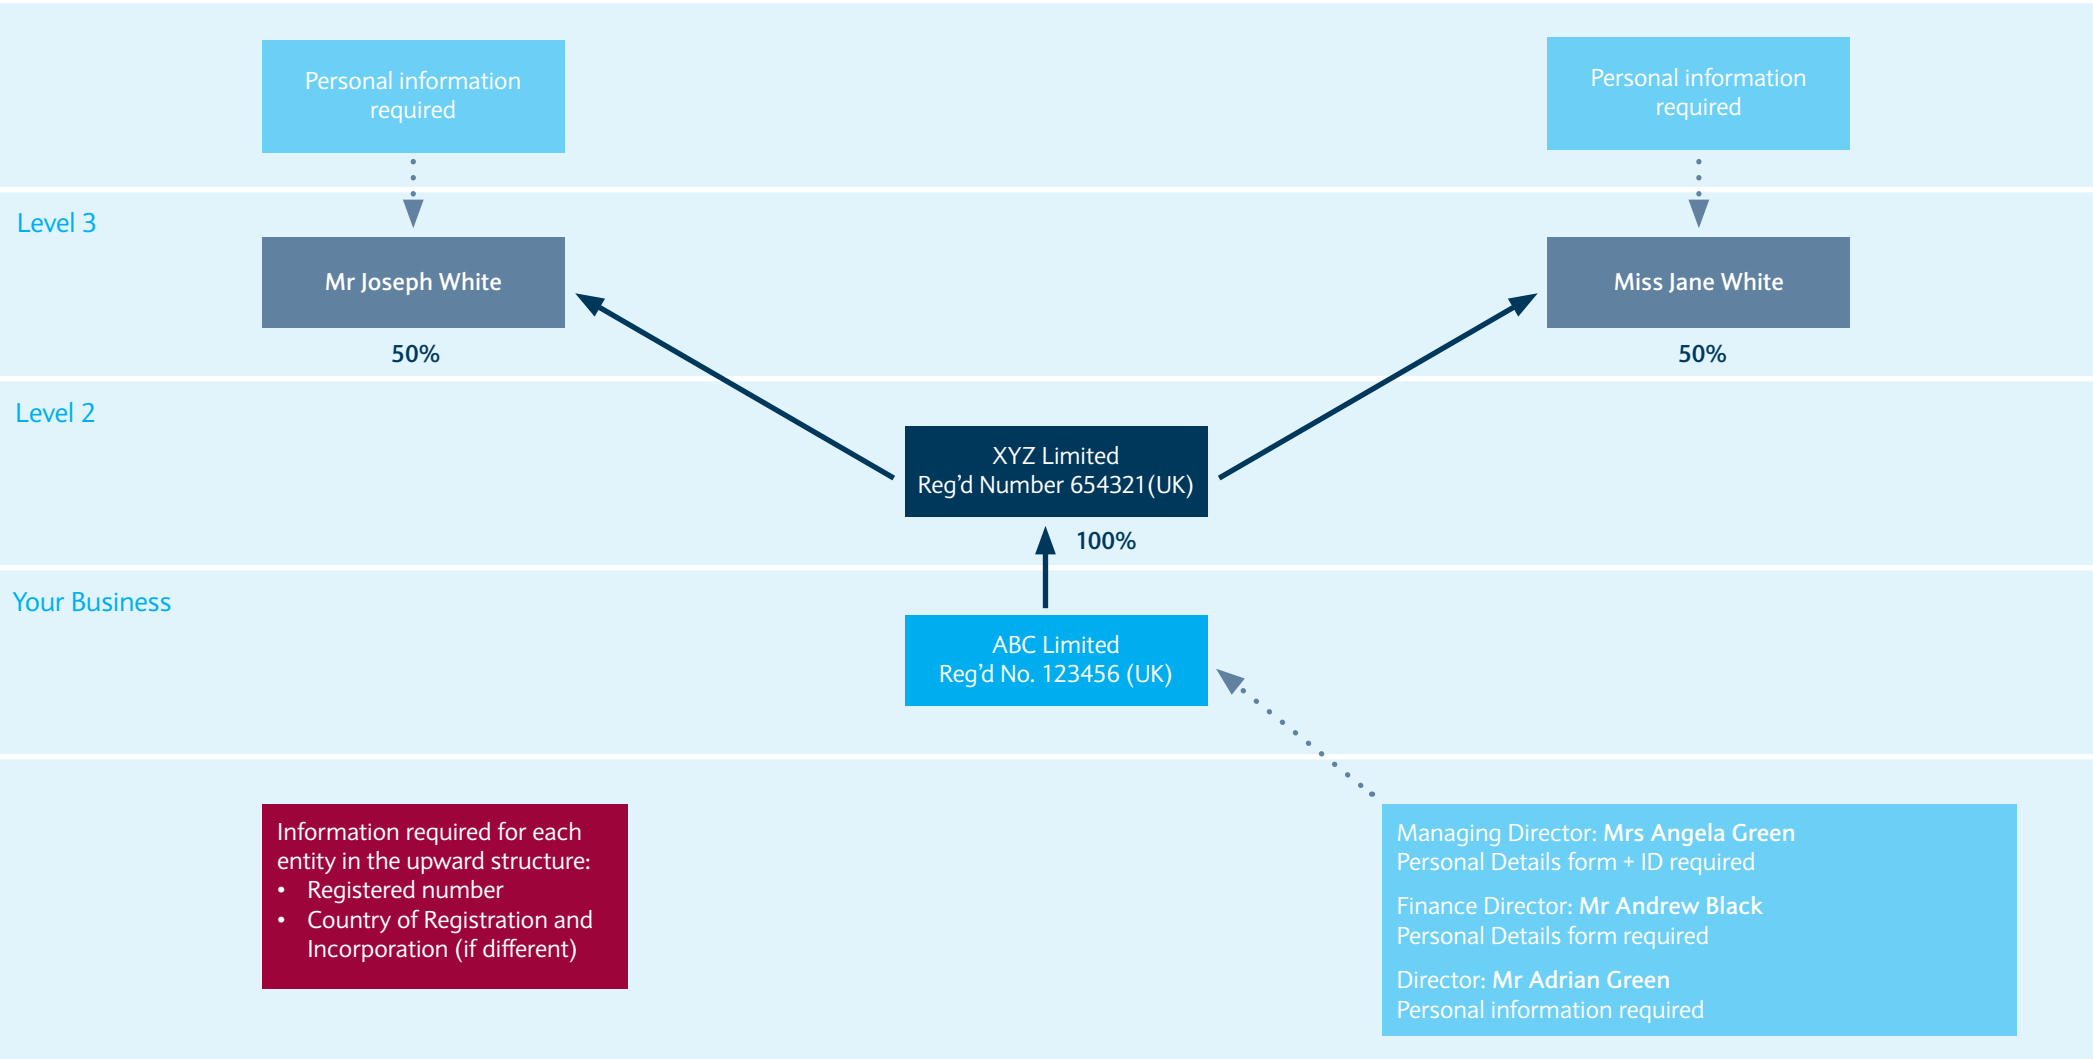 Personal information
required
Personal information
required
Level 3
Mr Joseph White
Miss Jane White
50%
50%
Level 2
XYZ Limited
Reg’d Number 654321(UK)
100%
Your Business
ABC Limited
Reg’d No. 123456 (UK)
Information required for each
entity in the upward structure:
• Registered number
• Country of Registration and
Incorporation (if different)
Managing Director: Mrs Angela Green
Personal Details form + ID required
Finance Director: Mr Andrew Black
Personal Details form required
Director: Mr Adrian Green
Personal information required